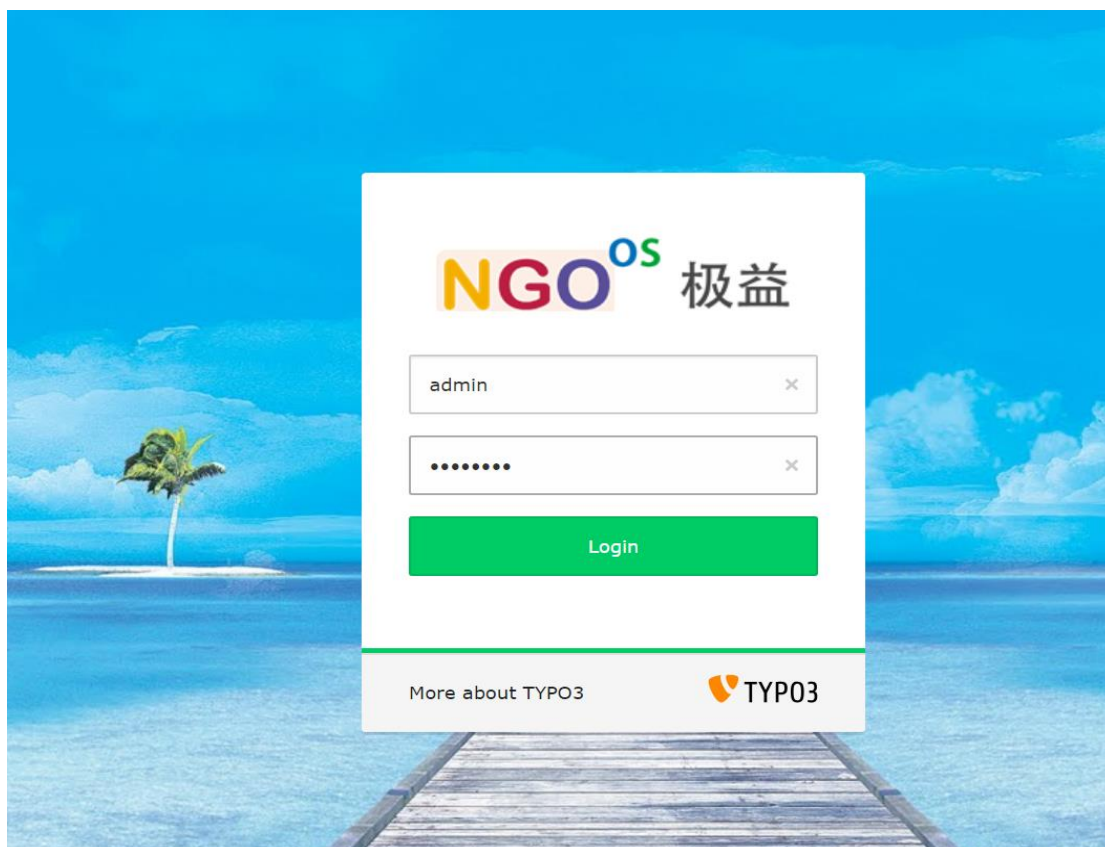 NGO OS 极益
admin
••••••••
Login
More about TYPO3
TYPO3